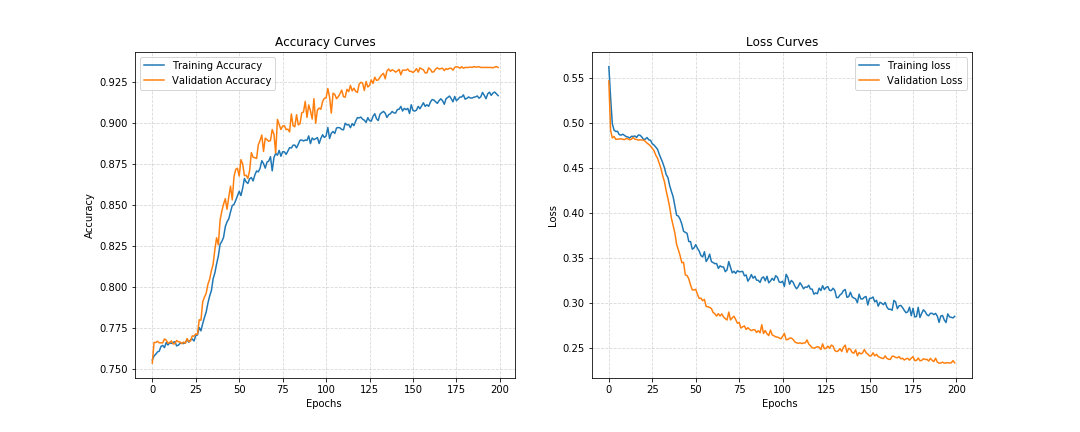 Accuracy Curves
Training Accuracy
Validation Accuracy
0.925
0.900
0.875
0.850
0.825
0.800
0.775
0.750
Accuracy
0 25 50 75 100 125 150 175 200
Epochs
Loss Curves
Training loss
Validation Loss
0.55
0.50
0.45
0.40
0.35
0.30
0.25
Loss
0 25 50 75 100 125 150 175 200
Epochs